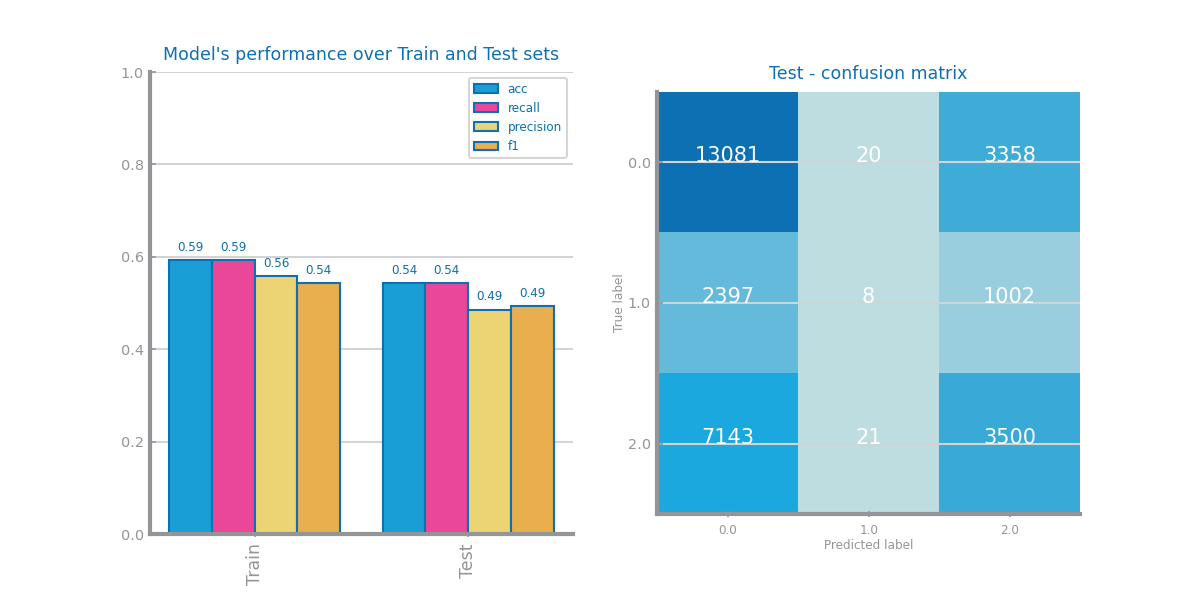 Model's performance over Train and Test sets
1.0
0.8
0.6
0.4
0.2
0.0
acc
recall
precision
f1
0.59 0.59 0.56 0.54
0.54 0.54 0.49 0.49
Train
Test
Test - confusion matrix
True label
0.0
1.0
2.0
13081 20 3358
2397 8 1002
7143 21 3500
0.0 1.0 2.0
Predicted label